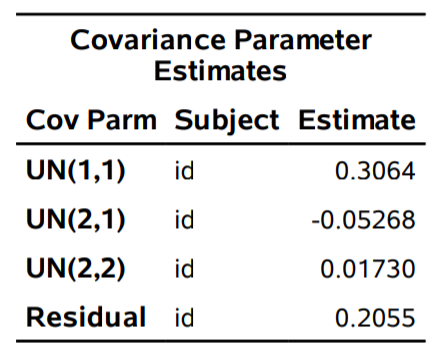 Covariance Parameter
Estimates
Cov Parm Subject Estimate
UN(1,1) id 0.3064
UN(2,1) id -0.05268
UN(2,2) id 0.01730
Residual id 0.2055